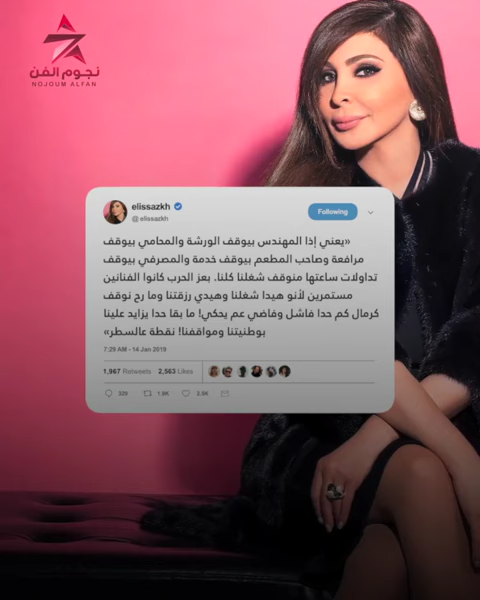 نجوم الفن
NOJOUM ALFAN
elissazkh
@elissazkh
Following
«يعني إذا المهندس بيوقف الورشة والمحامي بيوقف
مرافعة وصاحب المطعم بيوقف خدمة والمصرفي بيوقف
تداولات ساعتها منوقف شغلنا كلنا. بعز الحرب كانوا الفنانين
مستمرين لأنو هيدا شغلنا وهيدي رزقتنا وما رح نوقف
كرمال كم حدا فاشل وفاضي عم يحكي! ما بقا حدا يزايد علينا
بوطنيتنا ومواقفنا! نقطة عالسطر»
7:29 AM - 14 Jan 2019
1,967 Retweets 2,563 Likes
329 1.9K 2.5K